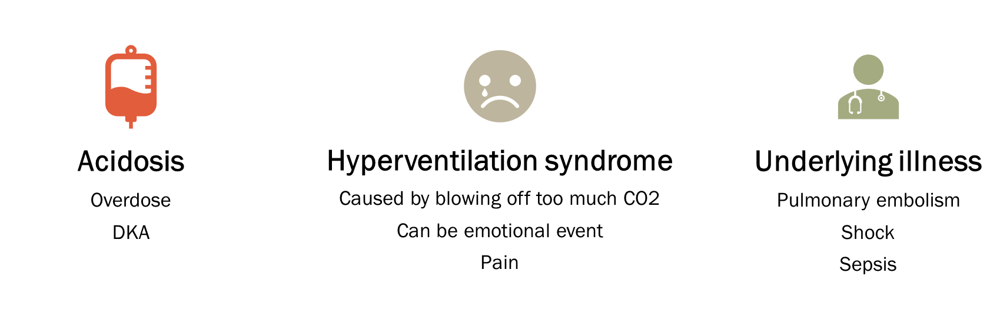 Acidosis
Overdose
DKA
Hyperventilation syndrome
Caused by blowing off too much CO2
Can be emotional event
Pain
Underlying illness
Pulmonary embolism
Shock
Sepsis